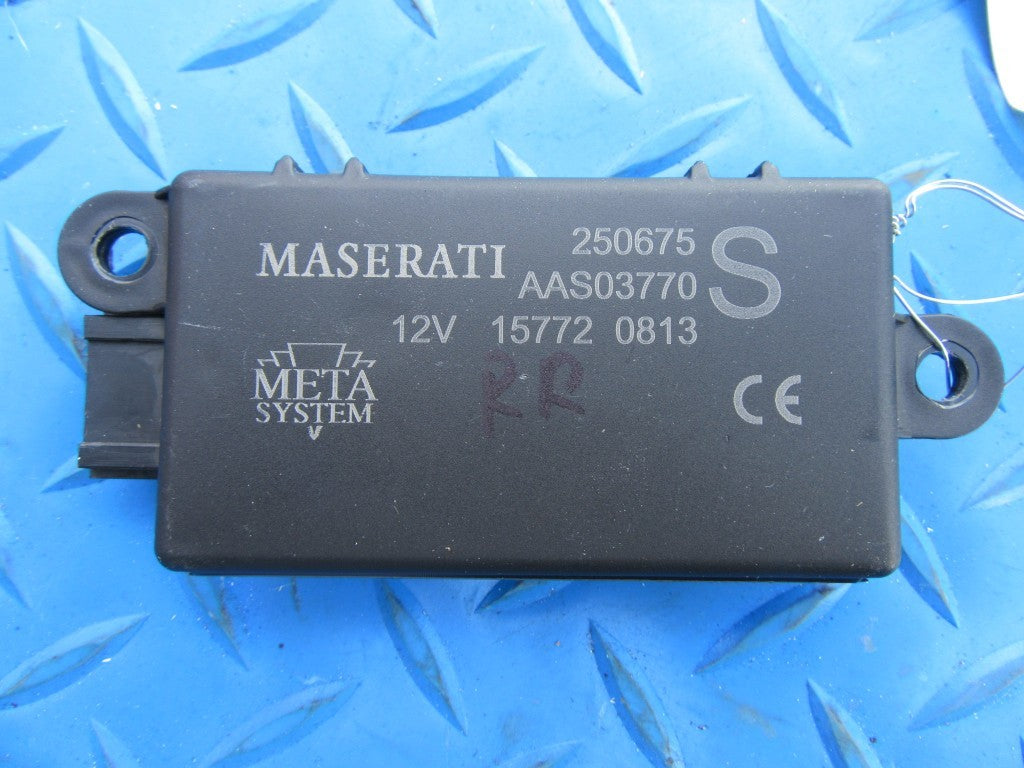 MASERATI 250675 S
AAS03770
12V 15772 0813
META
SYSTEM
RR
CE